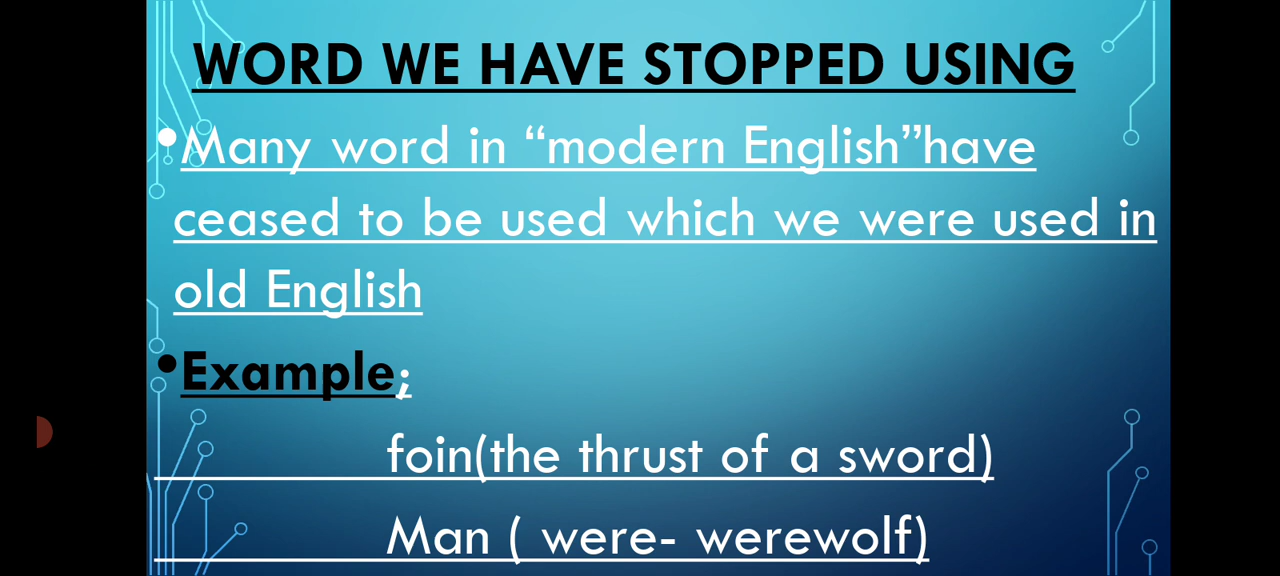 WORD WE HAVE STOPPED USING
•Many word in “modern English”have
ceased to be used which we were used in
old English
•Example;
foin(the thrust of a sword)
Man ( were- werewolf)